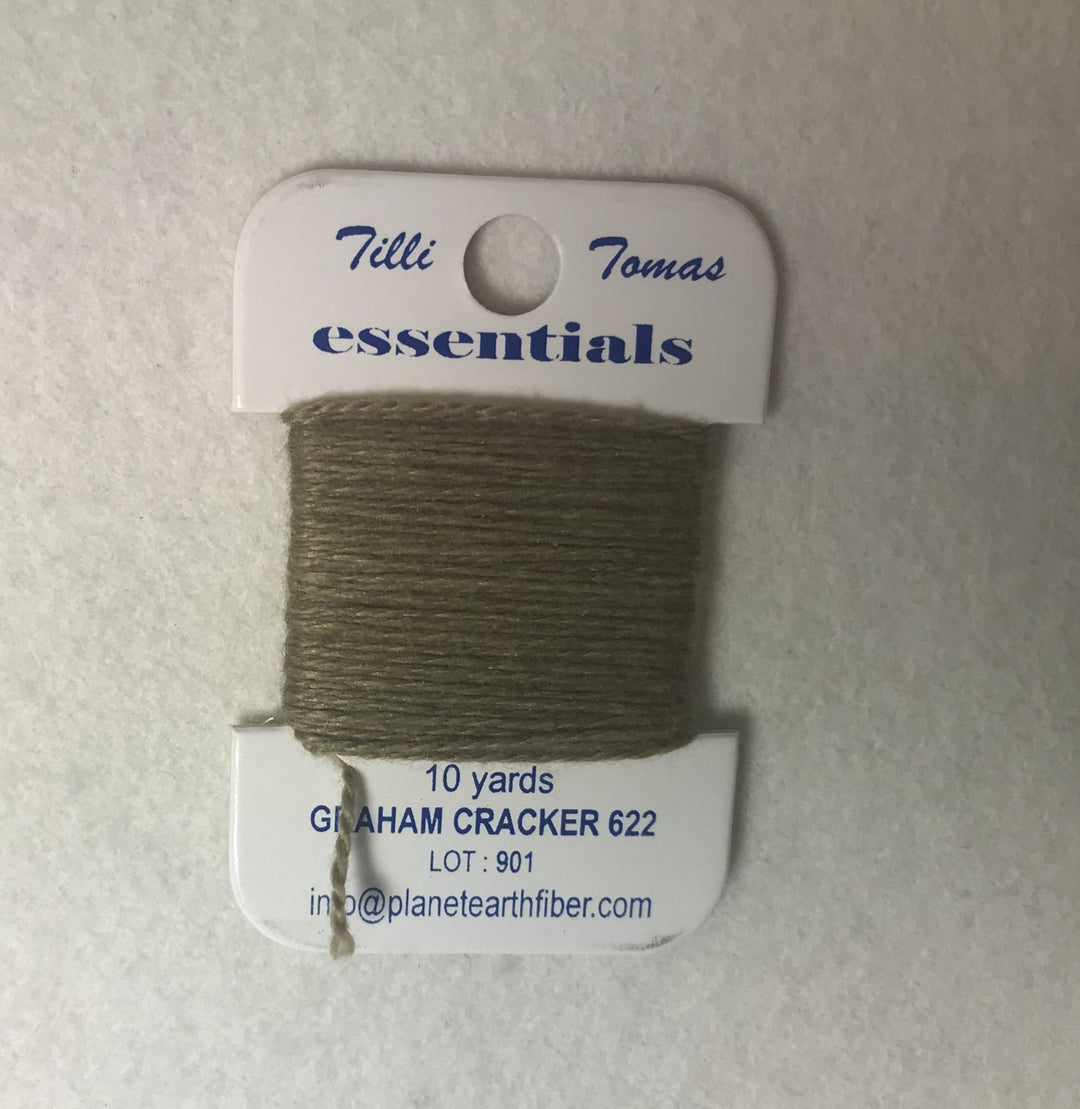 Tilli Tomas
essentials
10 yards
GRAHAM CRACKER 622
LOT : 901
info@planetearthfiber.com